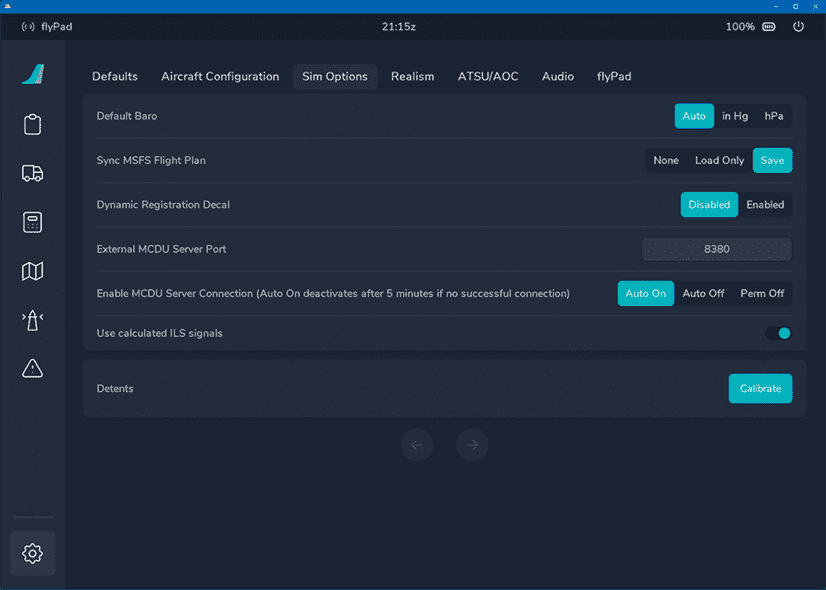 flyPad 21:15z 100%
Defaults Aircraft Configuration Sim Options Realism ATSU/AOC Audio flyPad
Default Baro Auto in Hg hPa
Sync MSFS Flight Plan None Load Only Save
Dynamic Registration Decal Disabled Enabled
External MCDU Server Port 8380
Enable MCDU Server Connection (Auto On deactivates after 5 minutes if no successful connection) Auto On Auto Off Perm Off
Use calculated ILS signals
Detents Calibrate